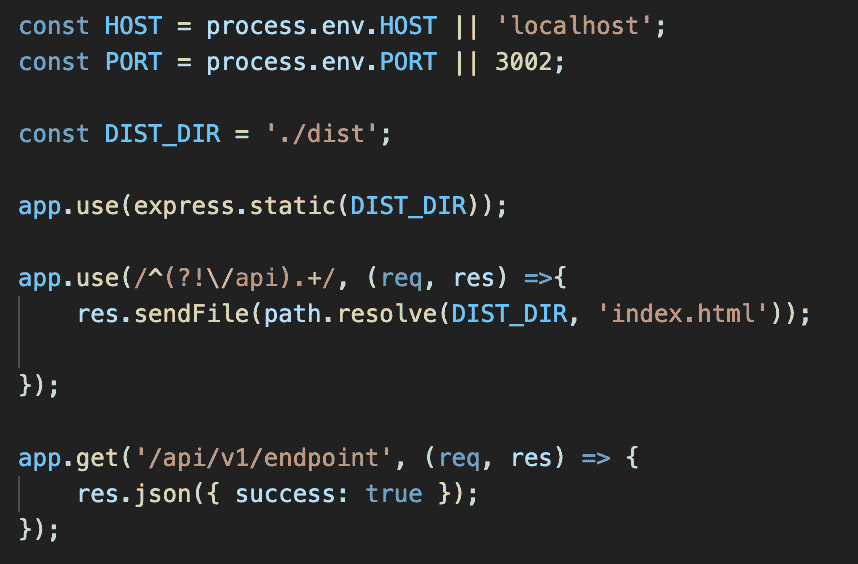 const HOST = process.env.HOST || 'localhost';
const PORT = process.env.PORT || 3002;
const DIST_DIR = './dist';
app.use(express.static(DIST_DIR));
app.use(/^(?!\/api).+/, (req, res) =>{
    res.sendFile(path.resolve(DIST_DIR, 'index.html'));
});
app.get('/api/v1/endpoint', (req, res) => {
    res.json({ success: true });
});